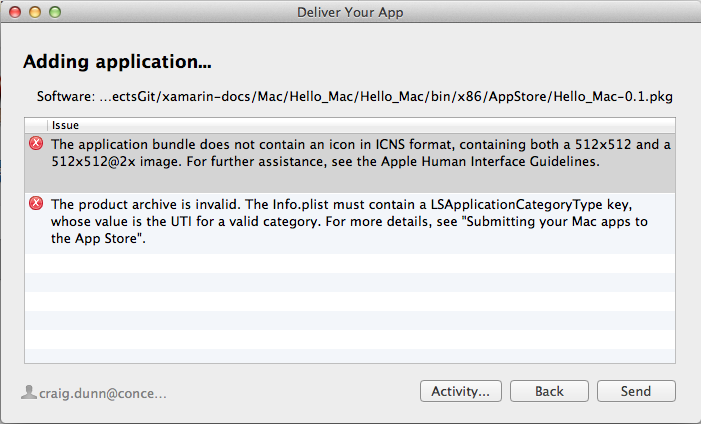 Deliver Your App
Adding application...
Software: ...ectsGit/xamarin-docs/Mac/Hello_Mac/Hello_Mac/bin/x86/AppStore/Hello_Mac-0.1.pkg
Issue
The application bundle does not contain an icon in ICNS format, containing both a 512x512 and a
512x512@2x image. For further assistance, see the Apple Human Interface Guidelines.
The product archive is invalid. The Info.plist must contain a LSApplicationCategoryType key,
whose value is the UTI for a valid category. For more details, see "Submitting your Mac apps to
the App Store".
craig.dunn@conce... Activity... Back Send